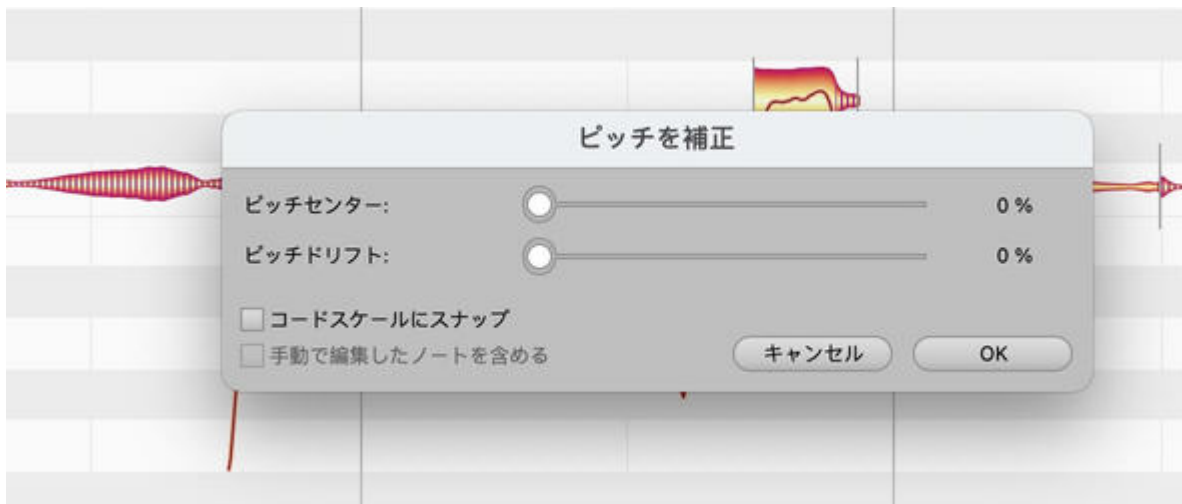 ピッチを補正
ピッチセンター: 0 %
ピッチドリフト: 0 %
コードスケールにスナップ
手動で編集したノートを含める
キャンセル OK